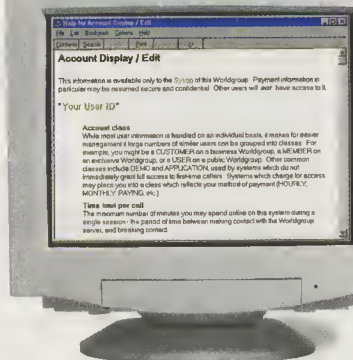 Help for Account Display / Edit
File Edit Bookmark Options Help
Contents Search Print
Account Display / Edit
This information is available only to the Sysop of this Worldgroup. Payment information in
particular may be assumed secure and confidential. Other users will ever have access to it.
"Your User ID"
Account class
While most user information is handled on an individual basis, it makes for easier
management if large numbers of similar users can be grouped into classes. For
example, you might be a CUSTOMER on a business Worldgroup, a MEMBER on
an exclusive Worldgroup, or a USER on a public Worldgroup. Other common
classes include DEMO and APPLICATION, used by systems which do not
immediately grant full access to first-time callers. Systems which charge for access
may place you into a class which reflects your method of payment (HOURLY,
MONTHLY, PAYING, etc.)
Time limit per call
The maximum number of minutes you may spend online on this system during a
single session - the period of time between making contact with the Worldgroup
server, and breaking contact.